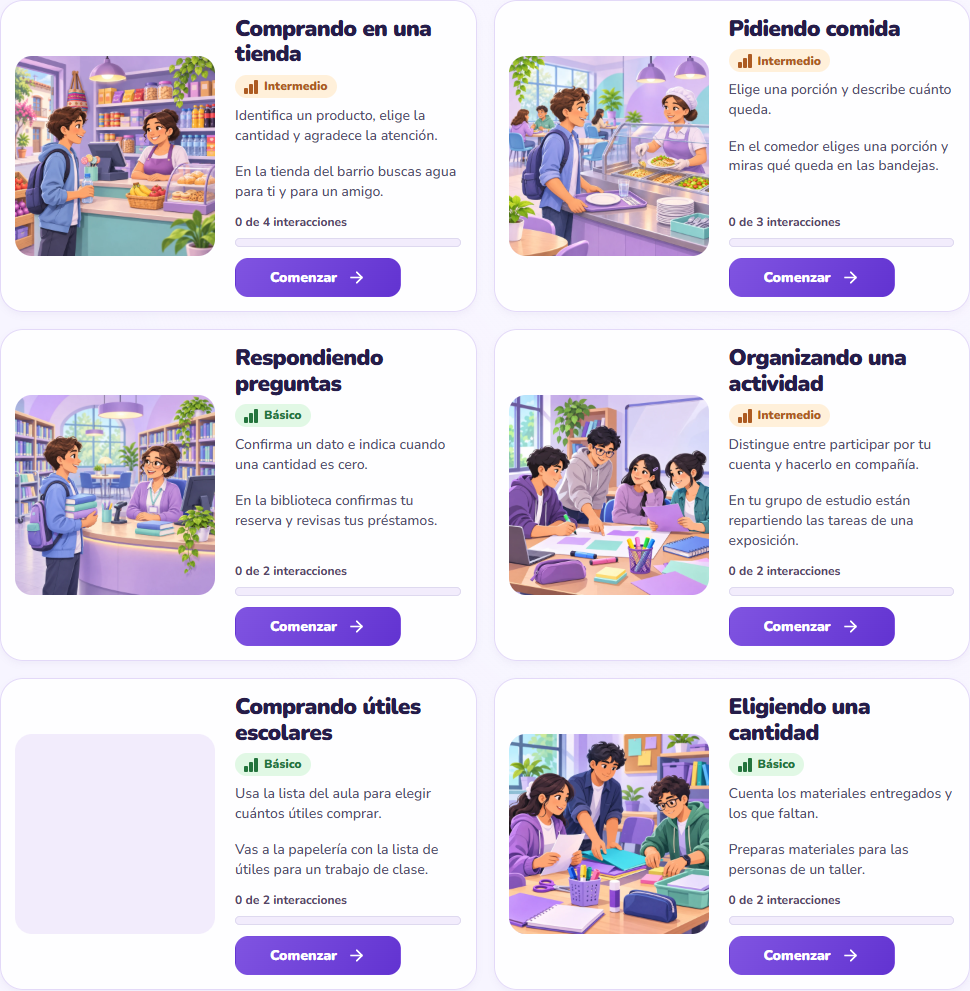 Comprando en una
tienda
Intermedio
Identifica un producto, elige la
cantidad y agradece la atención.
En la tienda del barrio buscas agua
para ti y para un amigo.
0 de 4 interacciones
Comenzar →
Pidiendo comida
Intermedio
Elige una porción y describe cuánto
queda.
En el comedor eliges una porción y
miras qué queda en las bandejas.
0 de 3 interacciones
Comenzar →
Respondiendo
preguntas
Básico
Confirma un dato e indica cuando
una cantidad es cero.
En la biblioteca confirmas tu
reserva y revisas tus préstamos.
0 de 2 interacciones
Comenzar →
Organizando una
actividad
Intermedio
Distingue entre participar por tu
cuenta y hacerlo en compañía.
En tu grupo de estudio están
repartiendo las tareas de una
exposición.
0 de 2 interacciones
Comenzar →
Comprando útiles
escolares
Básico
Usa la lista del aula para elegir
cuántos útiles comprar.
Vas a la papelería con la lista de
útiles para un trabajo de clase.
0 de 2 interacciones
Comenzar →
Eligiendo una
cantidad
Básico
Cuenta los materiales entregados y
los que faltan.
Preparas materiales para las
personas de un taller.
0 de 2 interacciones
Comenzar →